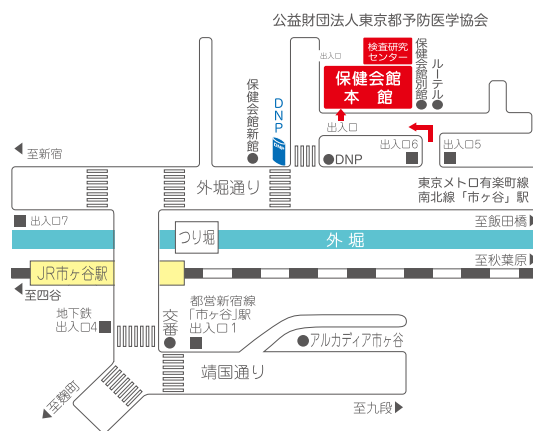 公益財団法人東京都予防医学協会
出入口
検査研究
センター
保健会館
本館
保健会館別館
ルーテル
DNP
保健会館新館
DNP
出入口
DNP
出入口6
出入口5
至新宿
外堀通り
東京メトロ有楽町線
南北線「市ヶ谷」駅
出入口7
至飯田橋
つり堀
外堀
至秋葉原
JR市ヶ谷駅
至四谷
地下鉄
出入口4
交番
都営新宿線
「市ヶ谷」駅
出入口1
アルカディア市ヶ谷
靖国通り
至麹町
至九段